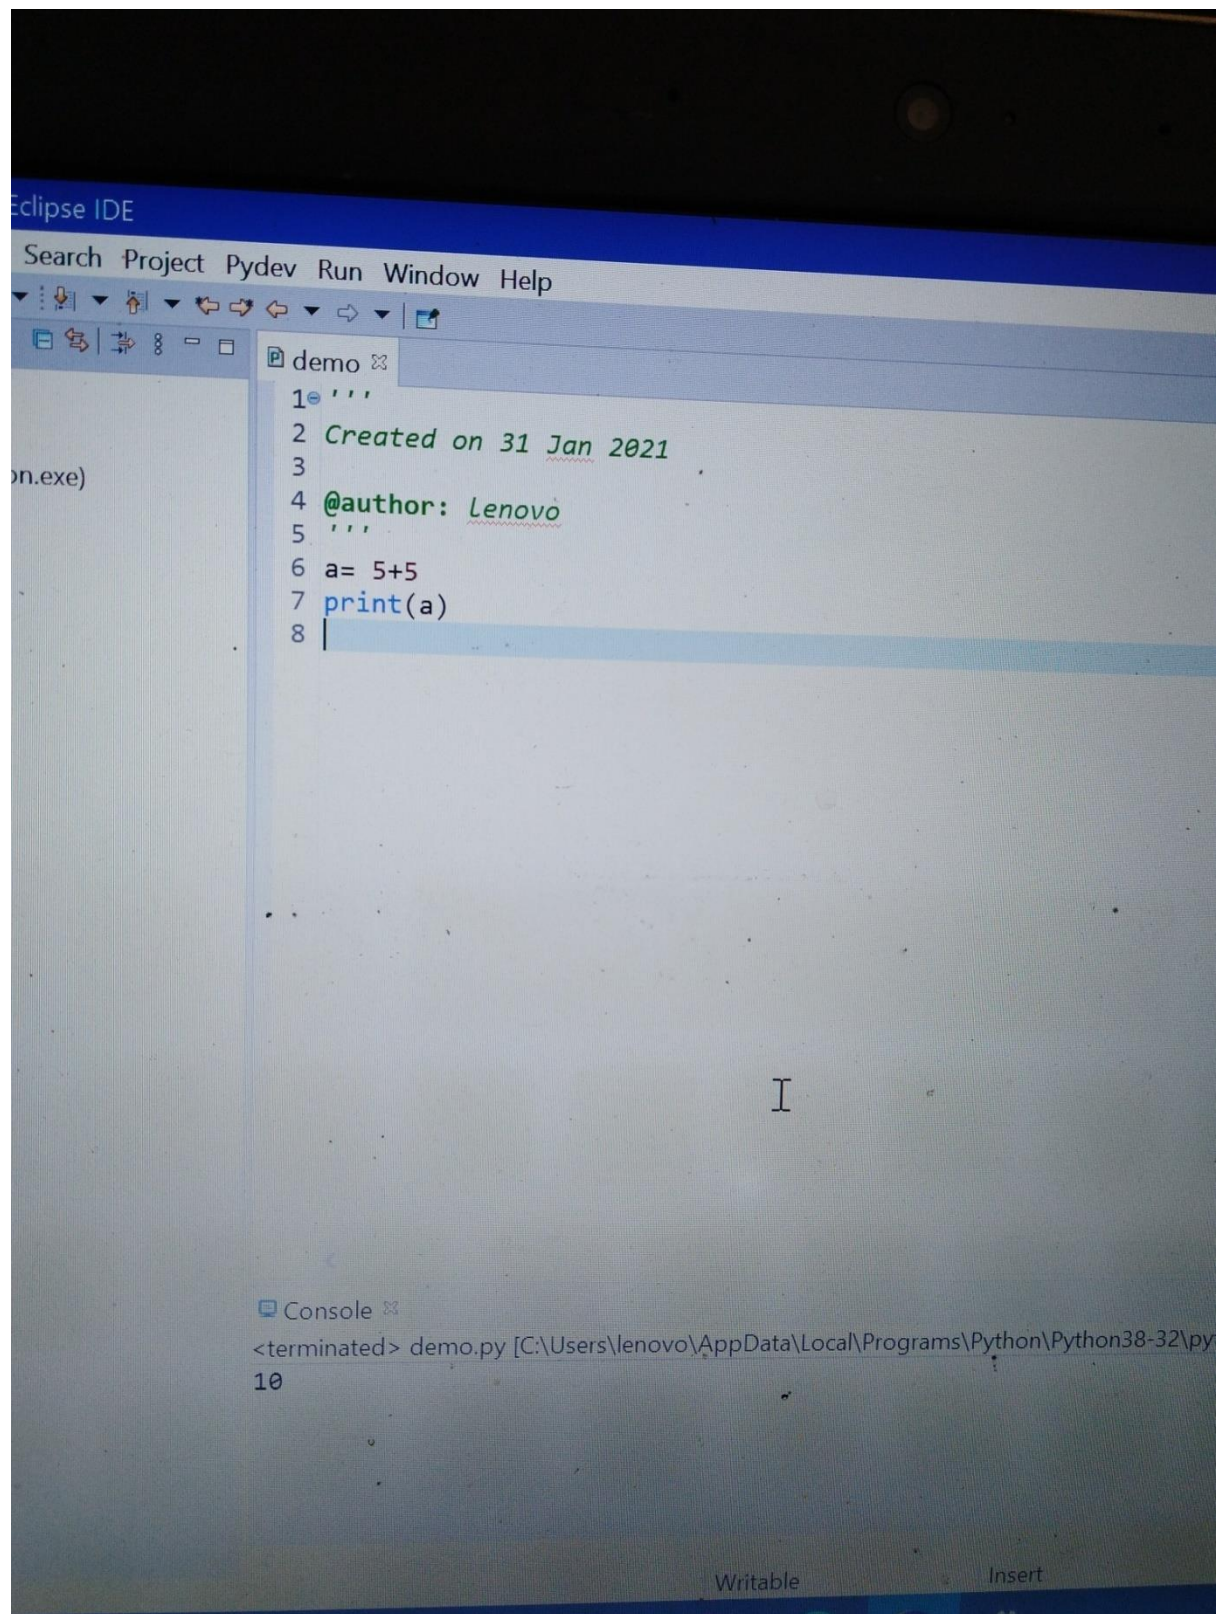 Eclipse IDE
Search Project Pydev Run Window Help
demo
on.exe)
1 '''
2 Created on 31 Jan 2021
3
4 @author: Lenovo
5 '''
6 a= 5+5
7 print(a)
8
Console
<terminated> demo.py [C:\Users\lenovo\AppData\Local\Programs\Python\Python38-32\py
10
Writable Insert